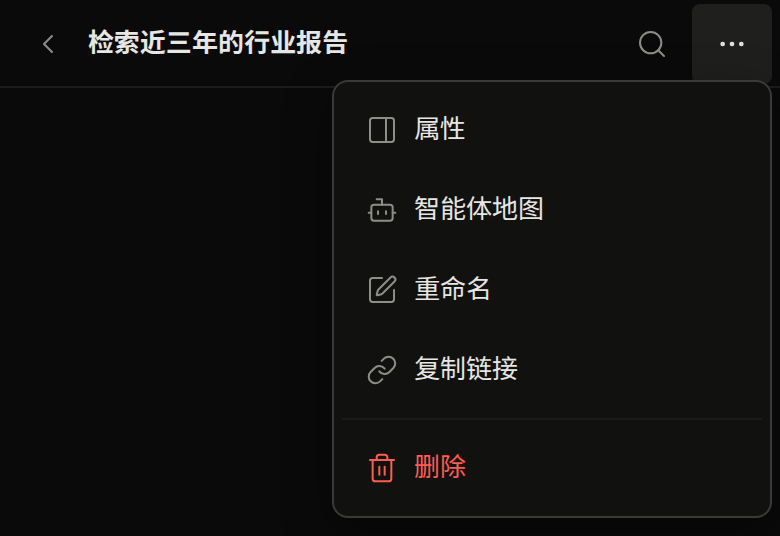 检索近三年的行业报告
属性
智能体地图
重命名
复制链接
删除